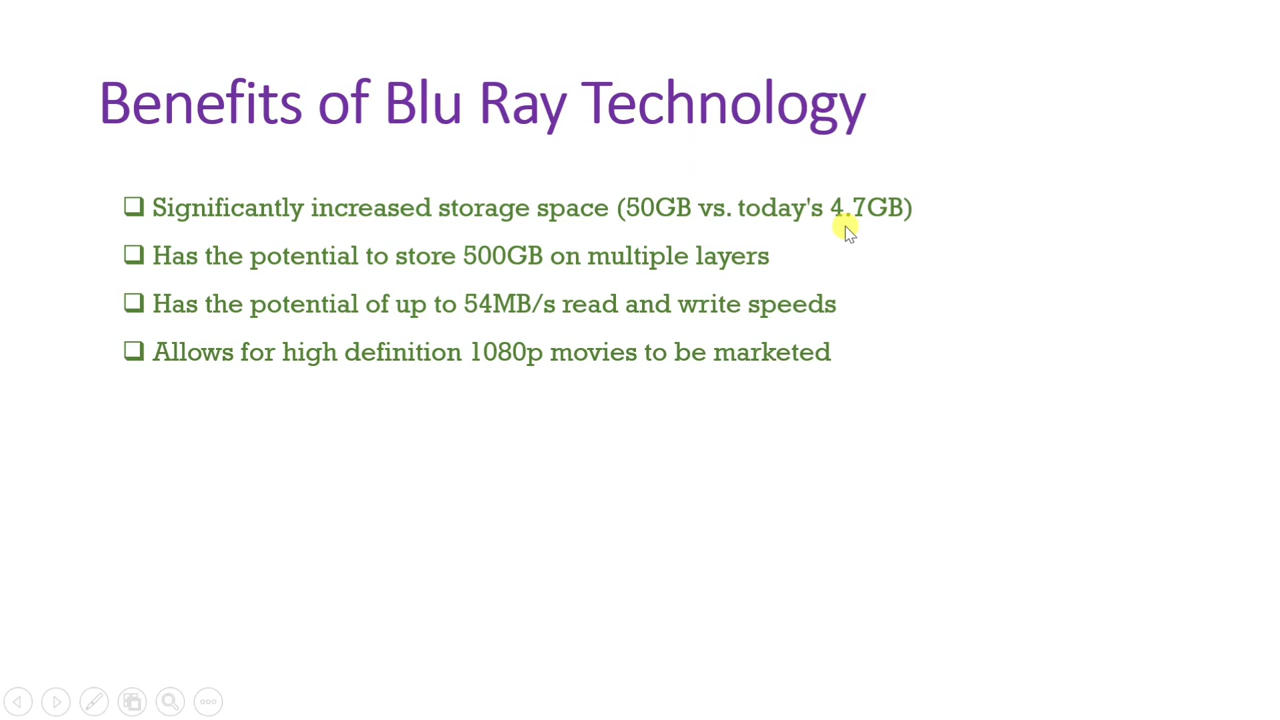 Benefits of Blu Ray Technology
Significantly increased storage space (50GB vs. today's 4.7GB)
Has the potential to store 500GB on multiple layers
Has the potential of up to 54MB/s read and write speeds
Allows for high definition 1080p movies to be marketed